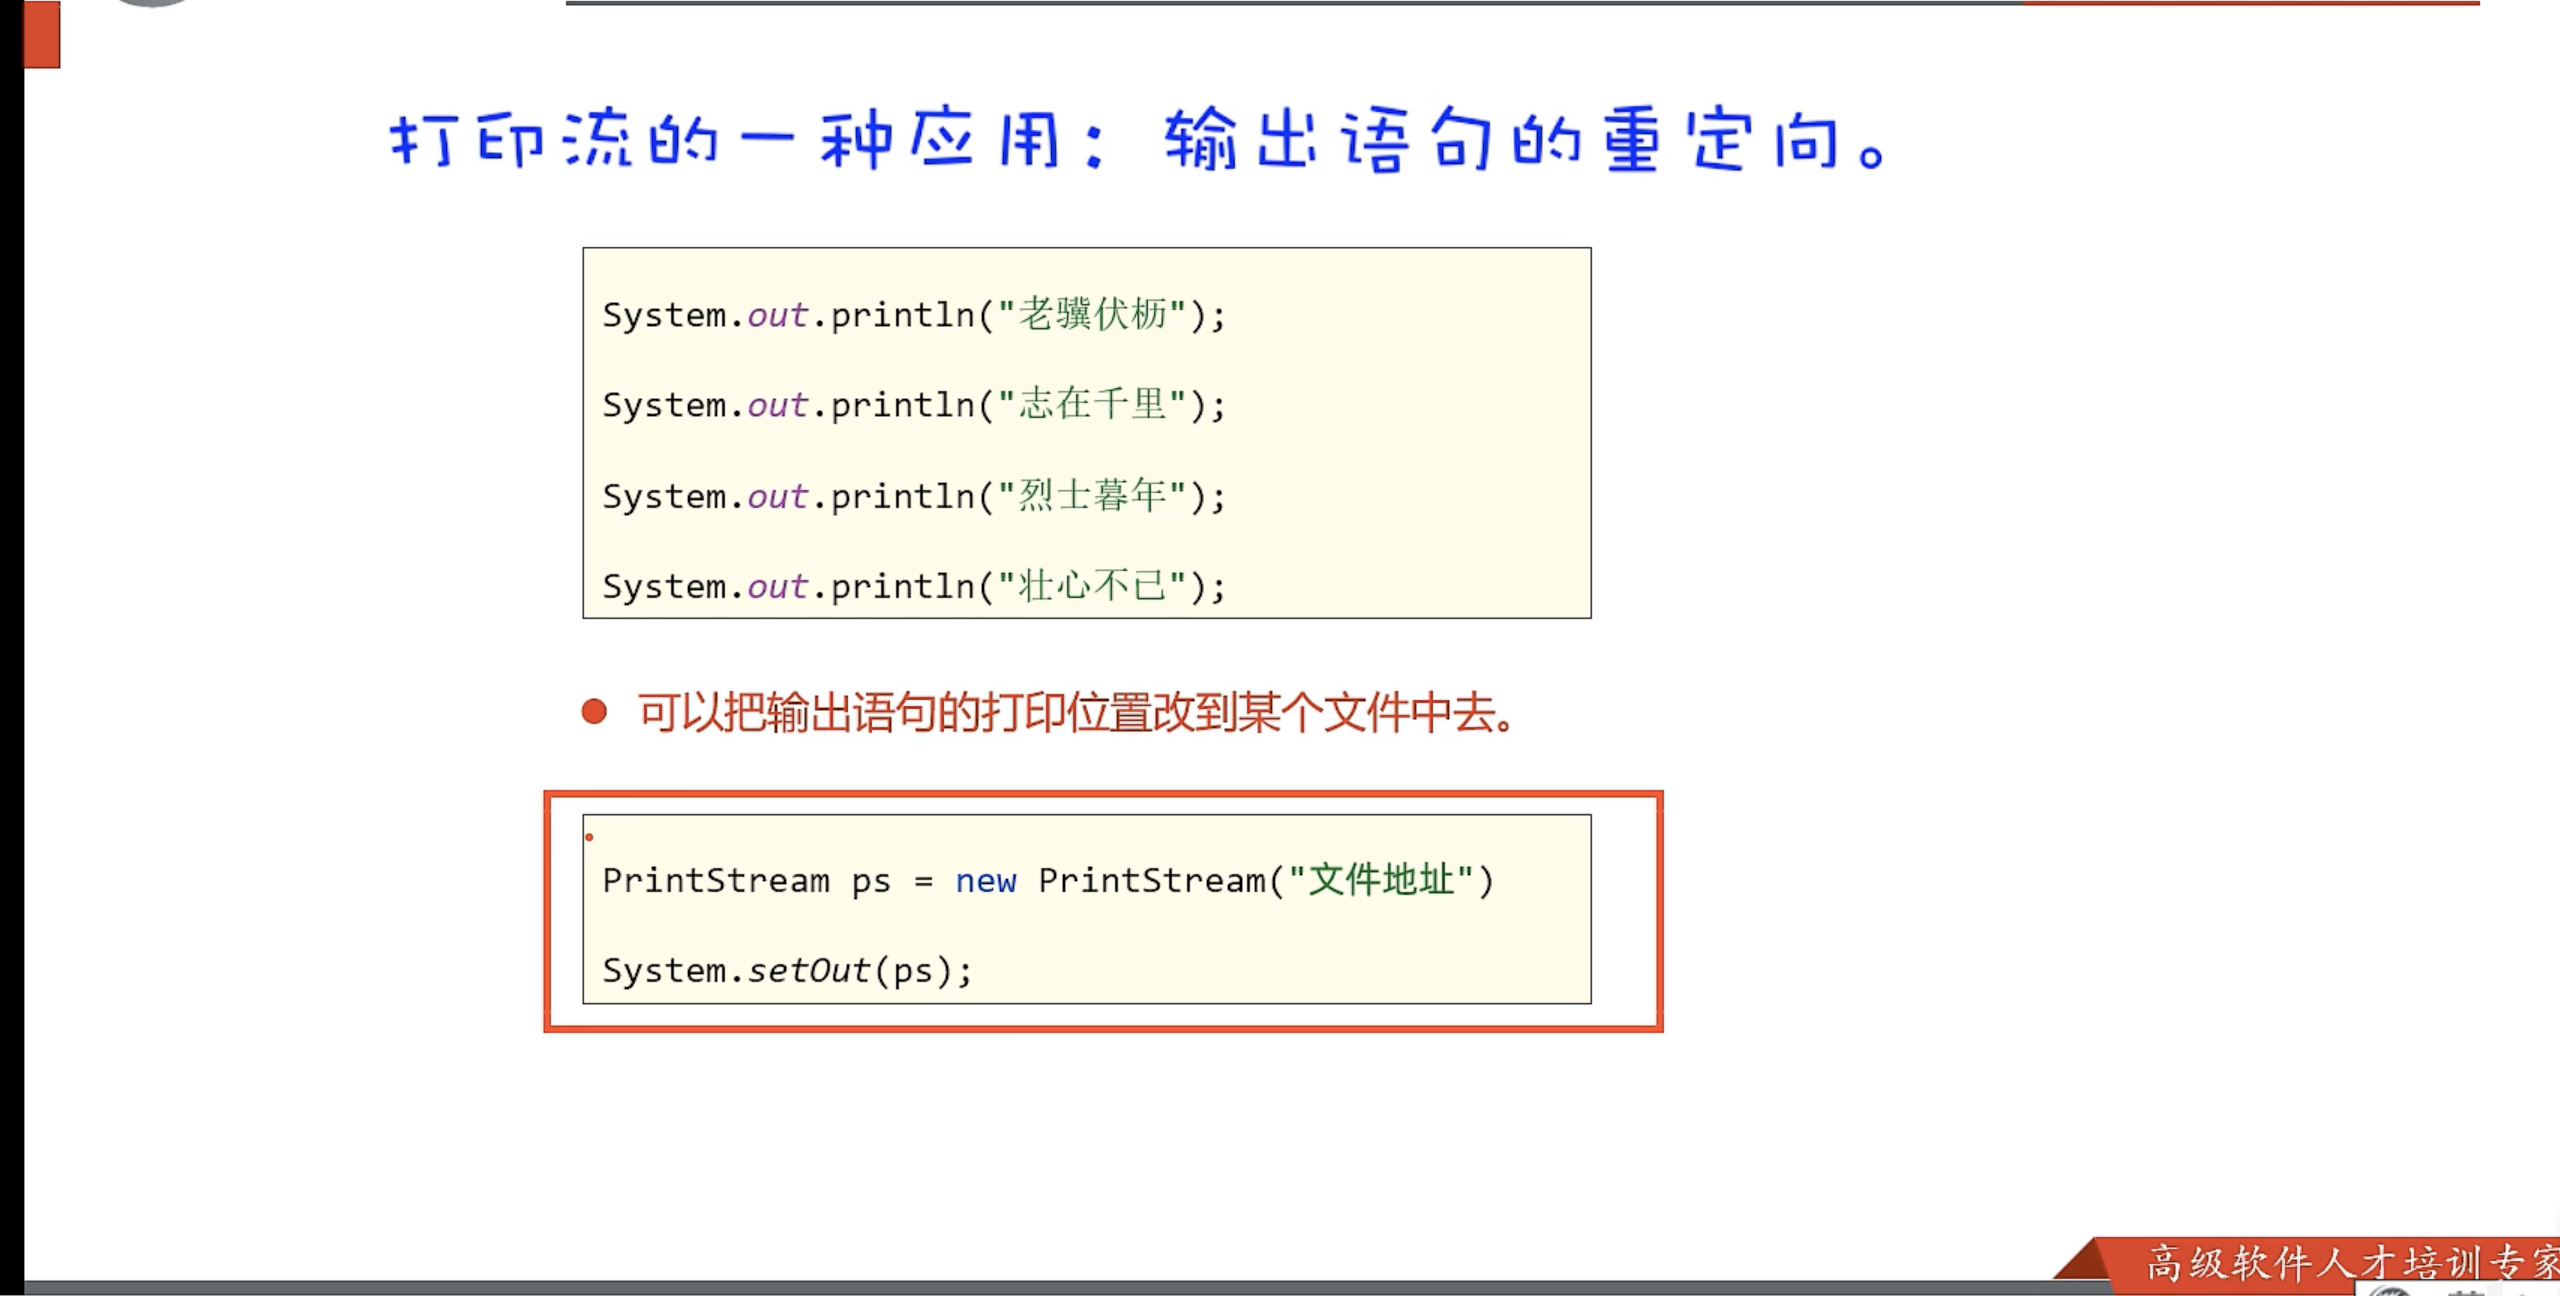 打印流的一种应用：输出语句的重定向。
System.out.println("老骥伏枥");
System.out.println("志在千里");
System.out.println("烈士暮年");
System.out.println("壮心不已");
可以把输出语句的打印位置改到某个文件中去。
PrintStream ps = new PrintStream("文件地址")
System.setOut(ps);
高级软件人才培训专家